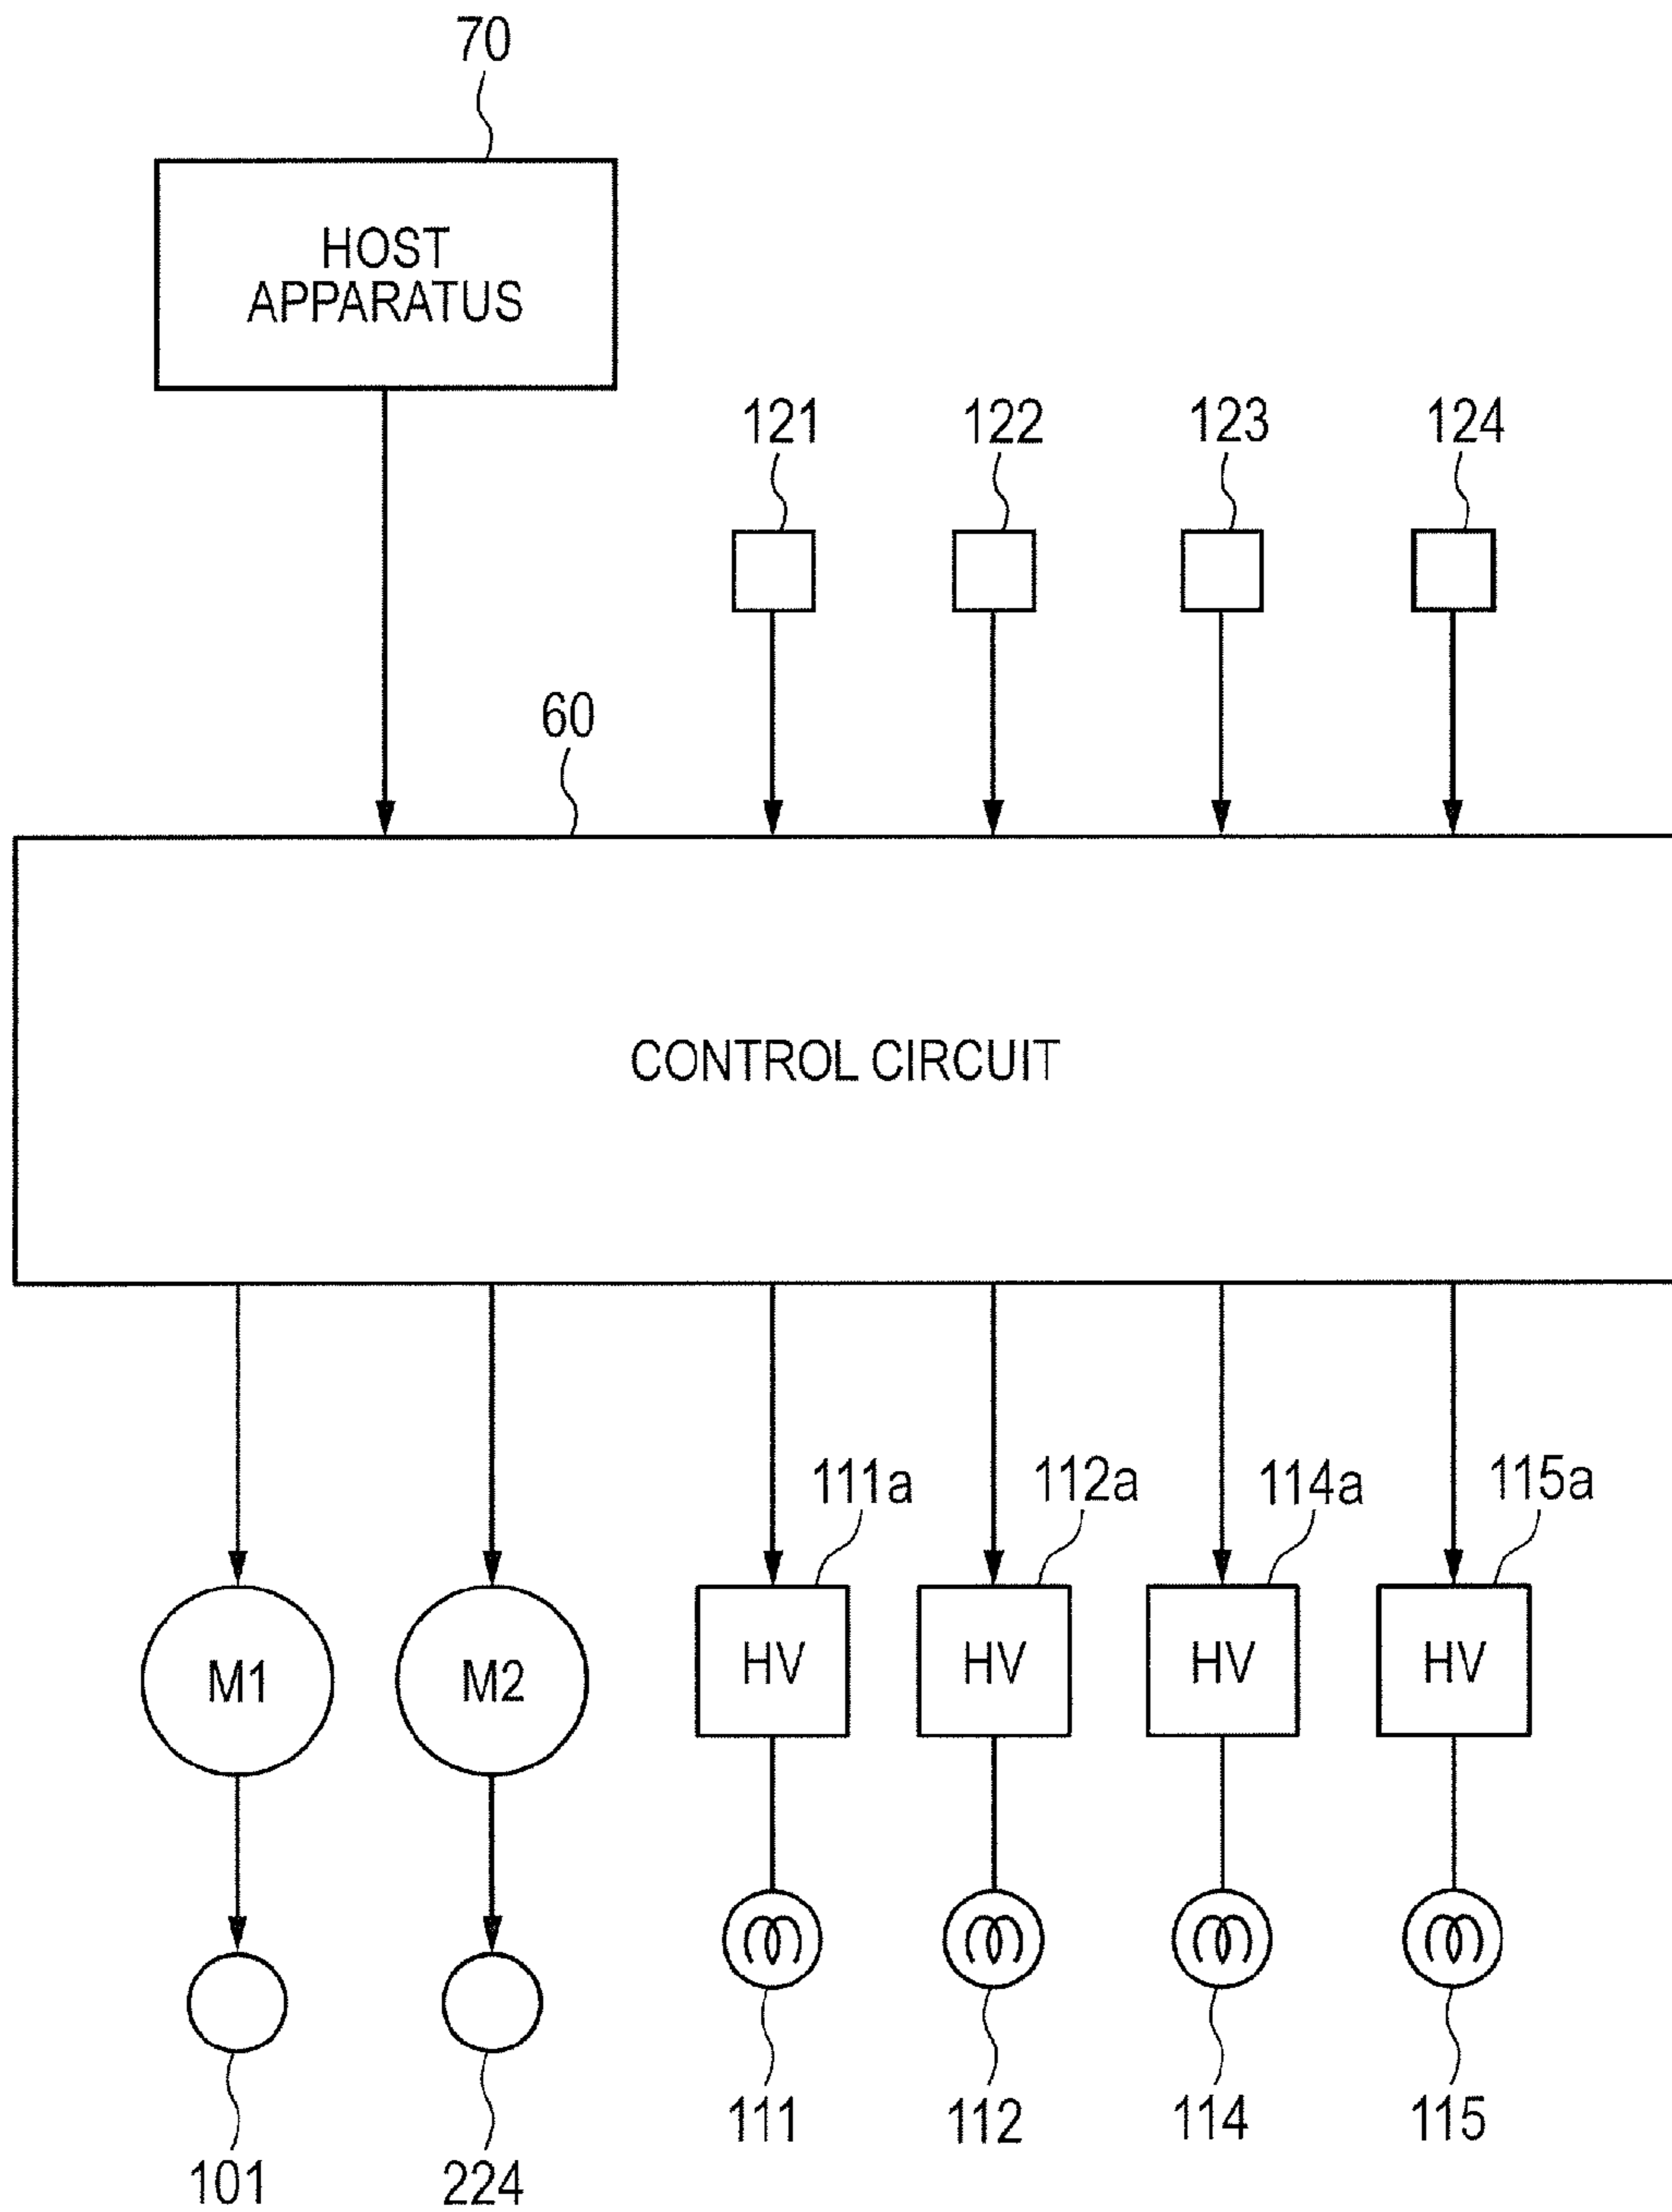 70
HOST
APPARATUS
121 122 123 124
60
CONTROL CIRCUIT
111a 112a 114a 115a
M1 M2 HV HV HV HV
111 112 114 115
101 224